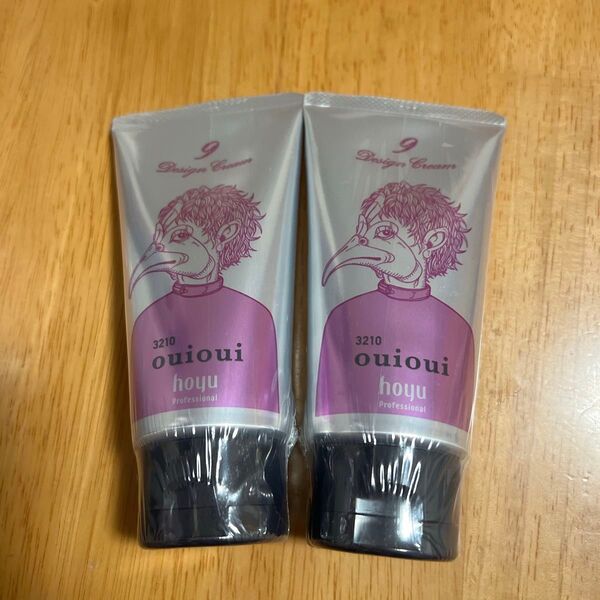 9
Design Cream
3210
ouioui
hoyu
Professional
9
Design Cream
3210
ouioui
hoyu
Professional